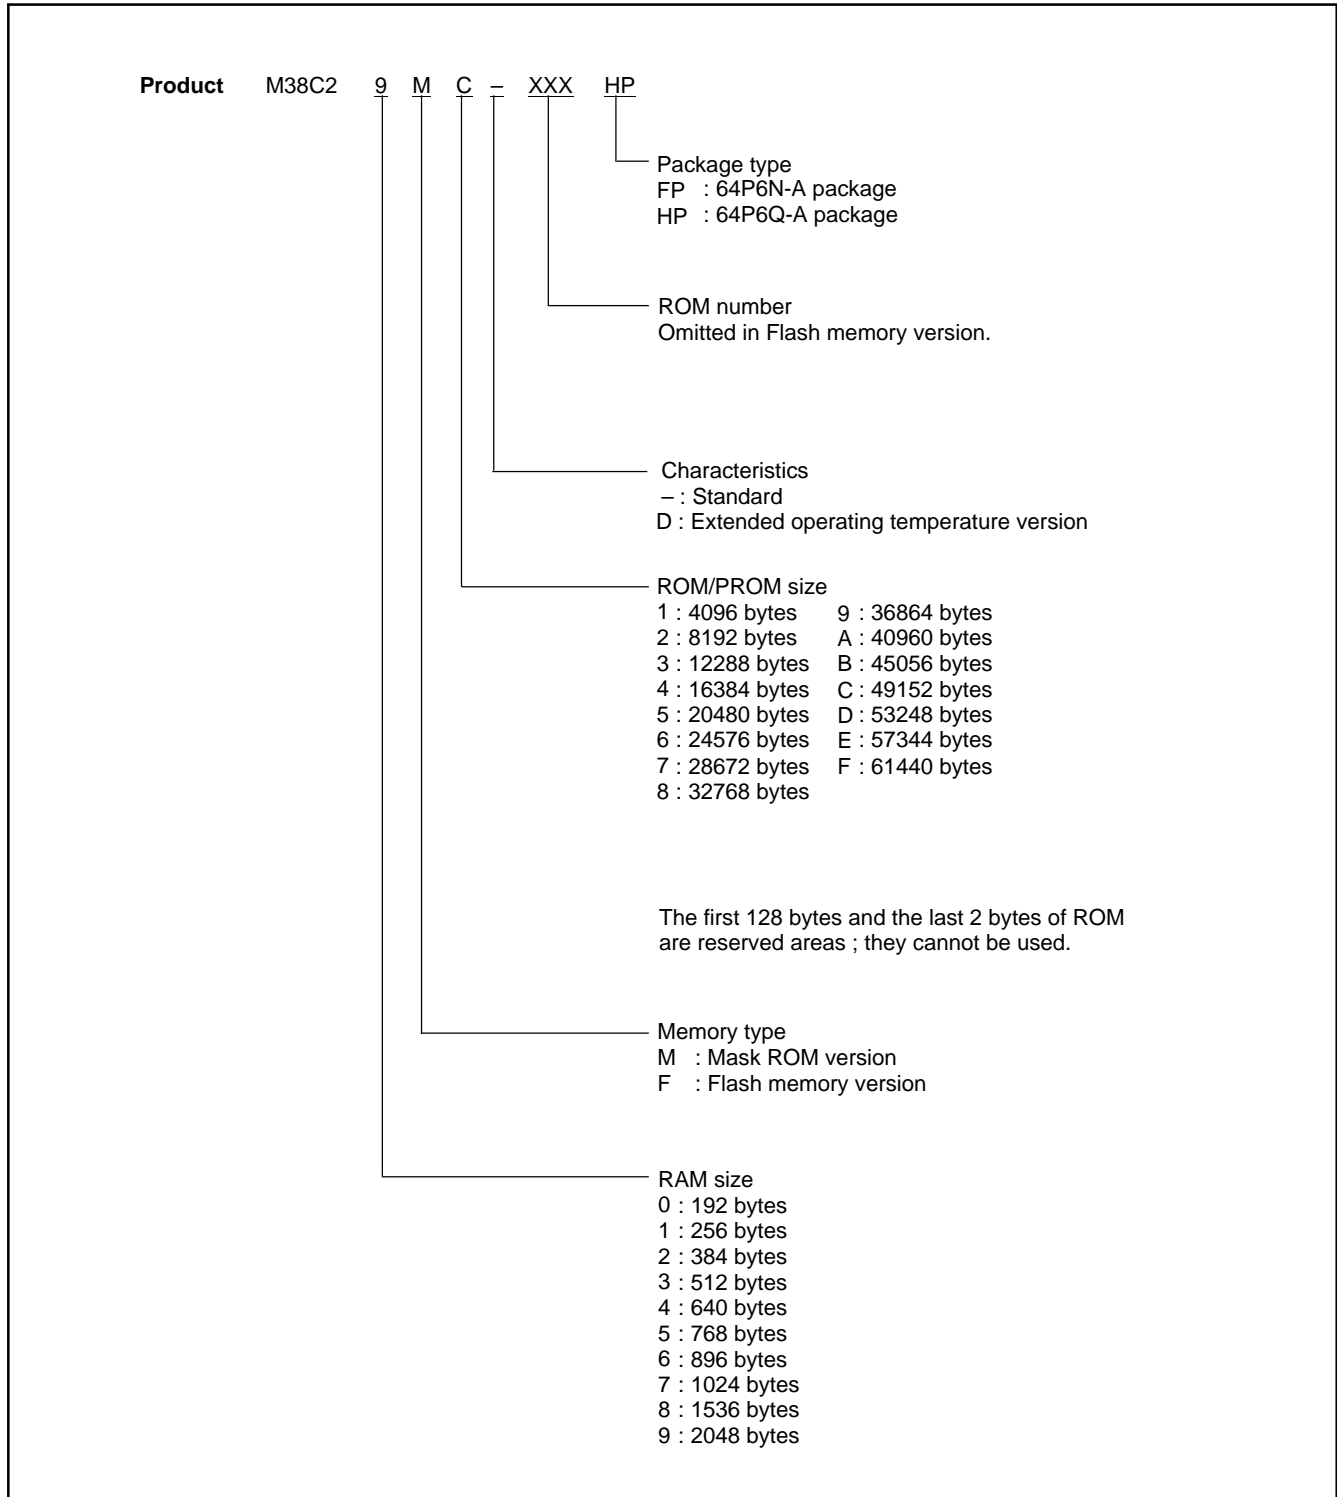 Product M38C2 9 M C – XXX HP
Package type
FP : 64P6N-A package
HP : 64P6Q-A package
ROM number
Omitted in Flash memory version.
Characteristics
– : Standard
D : Extended operating temperature version
ROM/PROM size
1 : 4096 bytes 9 : 36864 bytes
2 : 8192 bytes A : 40960 bytes
3 : 12288 bytes B : 45056 bytes
4 : 16384 bytes C : 49152 bytes
5 : 20480 bytes D : 53248 bytes
6 : 24576 bytes E : 57344 bytes
7 : 28672 bytes F : 61440 bytes
8 : 32768 bytes
The first 128 bytes and the last 2 bytes of ROM
are reserved areas ; they cannot be used.
Memory type
M : Mask ROM version
F : Flash memory version
RAM size
0 : 192 bytes
1 : 256 bytes
2 : 384 bytes
3 : 512 bytes
4 : 640 bytes
5 : 768 bytes
6 : 896 bytes
7 : 1024 bytes
8 : 1536 bytes
9 : 2048 bytes